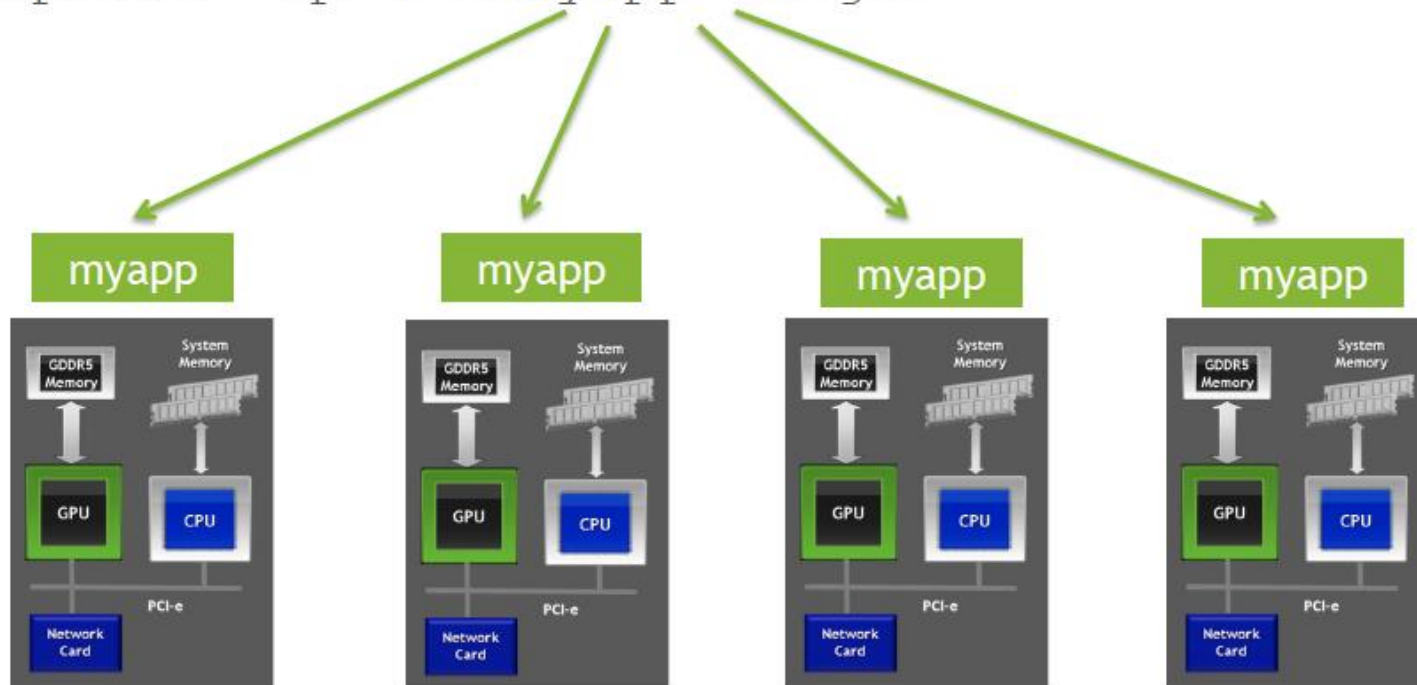 myapp
GDDR5
Memory
System
Memory
GPU
CPU
PCI-e
Network
Card
myapp
GDDR5
Memory
System
Memory
GPU
CPU
PCI-e
Network
Card
myapp
GDDR5
Memory
System
Memory
GPU
CPU
PCI-e
Network
Card
myapp
GDDR5
Memory
System
Memory
GPU
CPU
PCI-e
Network
Card